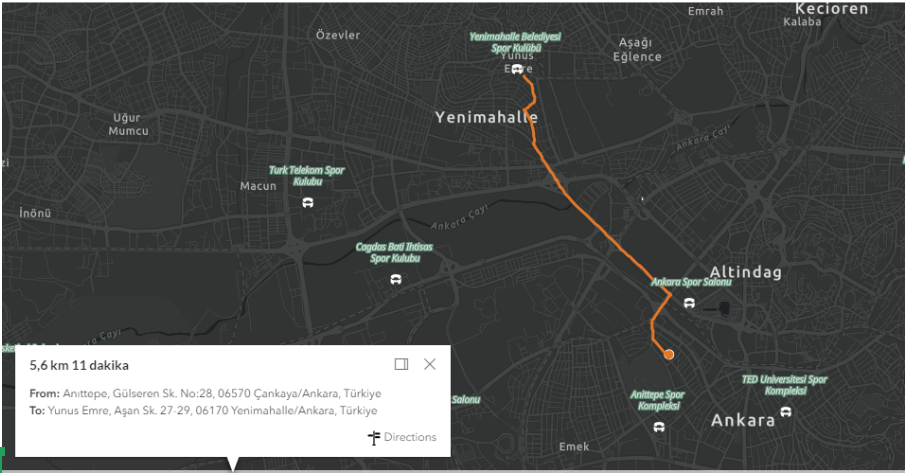 Emrah
Kecioren
Kalaba
Özevler
Yenimahalle Belediyesi
Spor Kulübü
Yunus
Emre
Aşağı
Eğlence
Uğur
Mumcu
Yenimahalle
Ankara Çayı
Turk Telekom Spor
Kulubu
Macun
İnönü
Ankara Çayı
Cagdas Bati Ihtisas
Spor Kulubu
Altindag
Ankara Spor Salonu
Çayı
5,6 km 11 dakika
From: Anıttepe, Gülseren Sk. No:28, 06570 Çankaya/Ankara, Türkiye
To: Yunus Emre, Aşan Sk. 27-29, 06170 Yenimahalle/Ankara, Türkiye
Directions
Salonu
Anittepe Spor
Kompleksi
TED Universitesi Spor
Kompleksi
Ankara
Emek